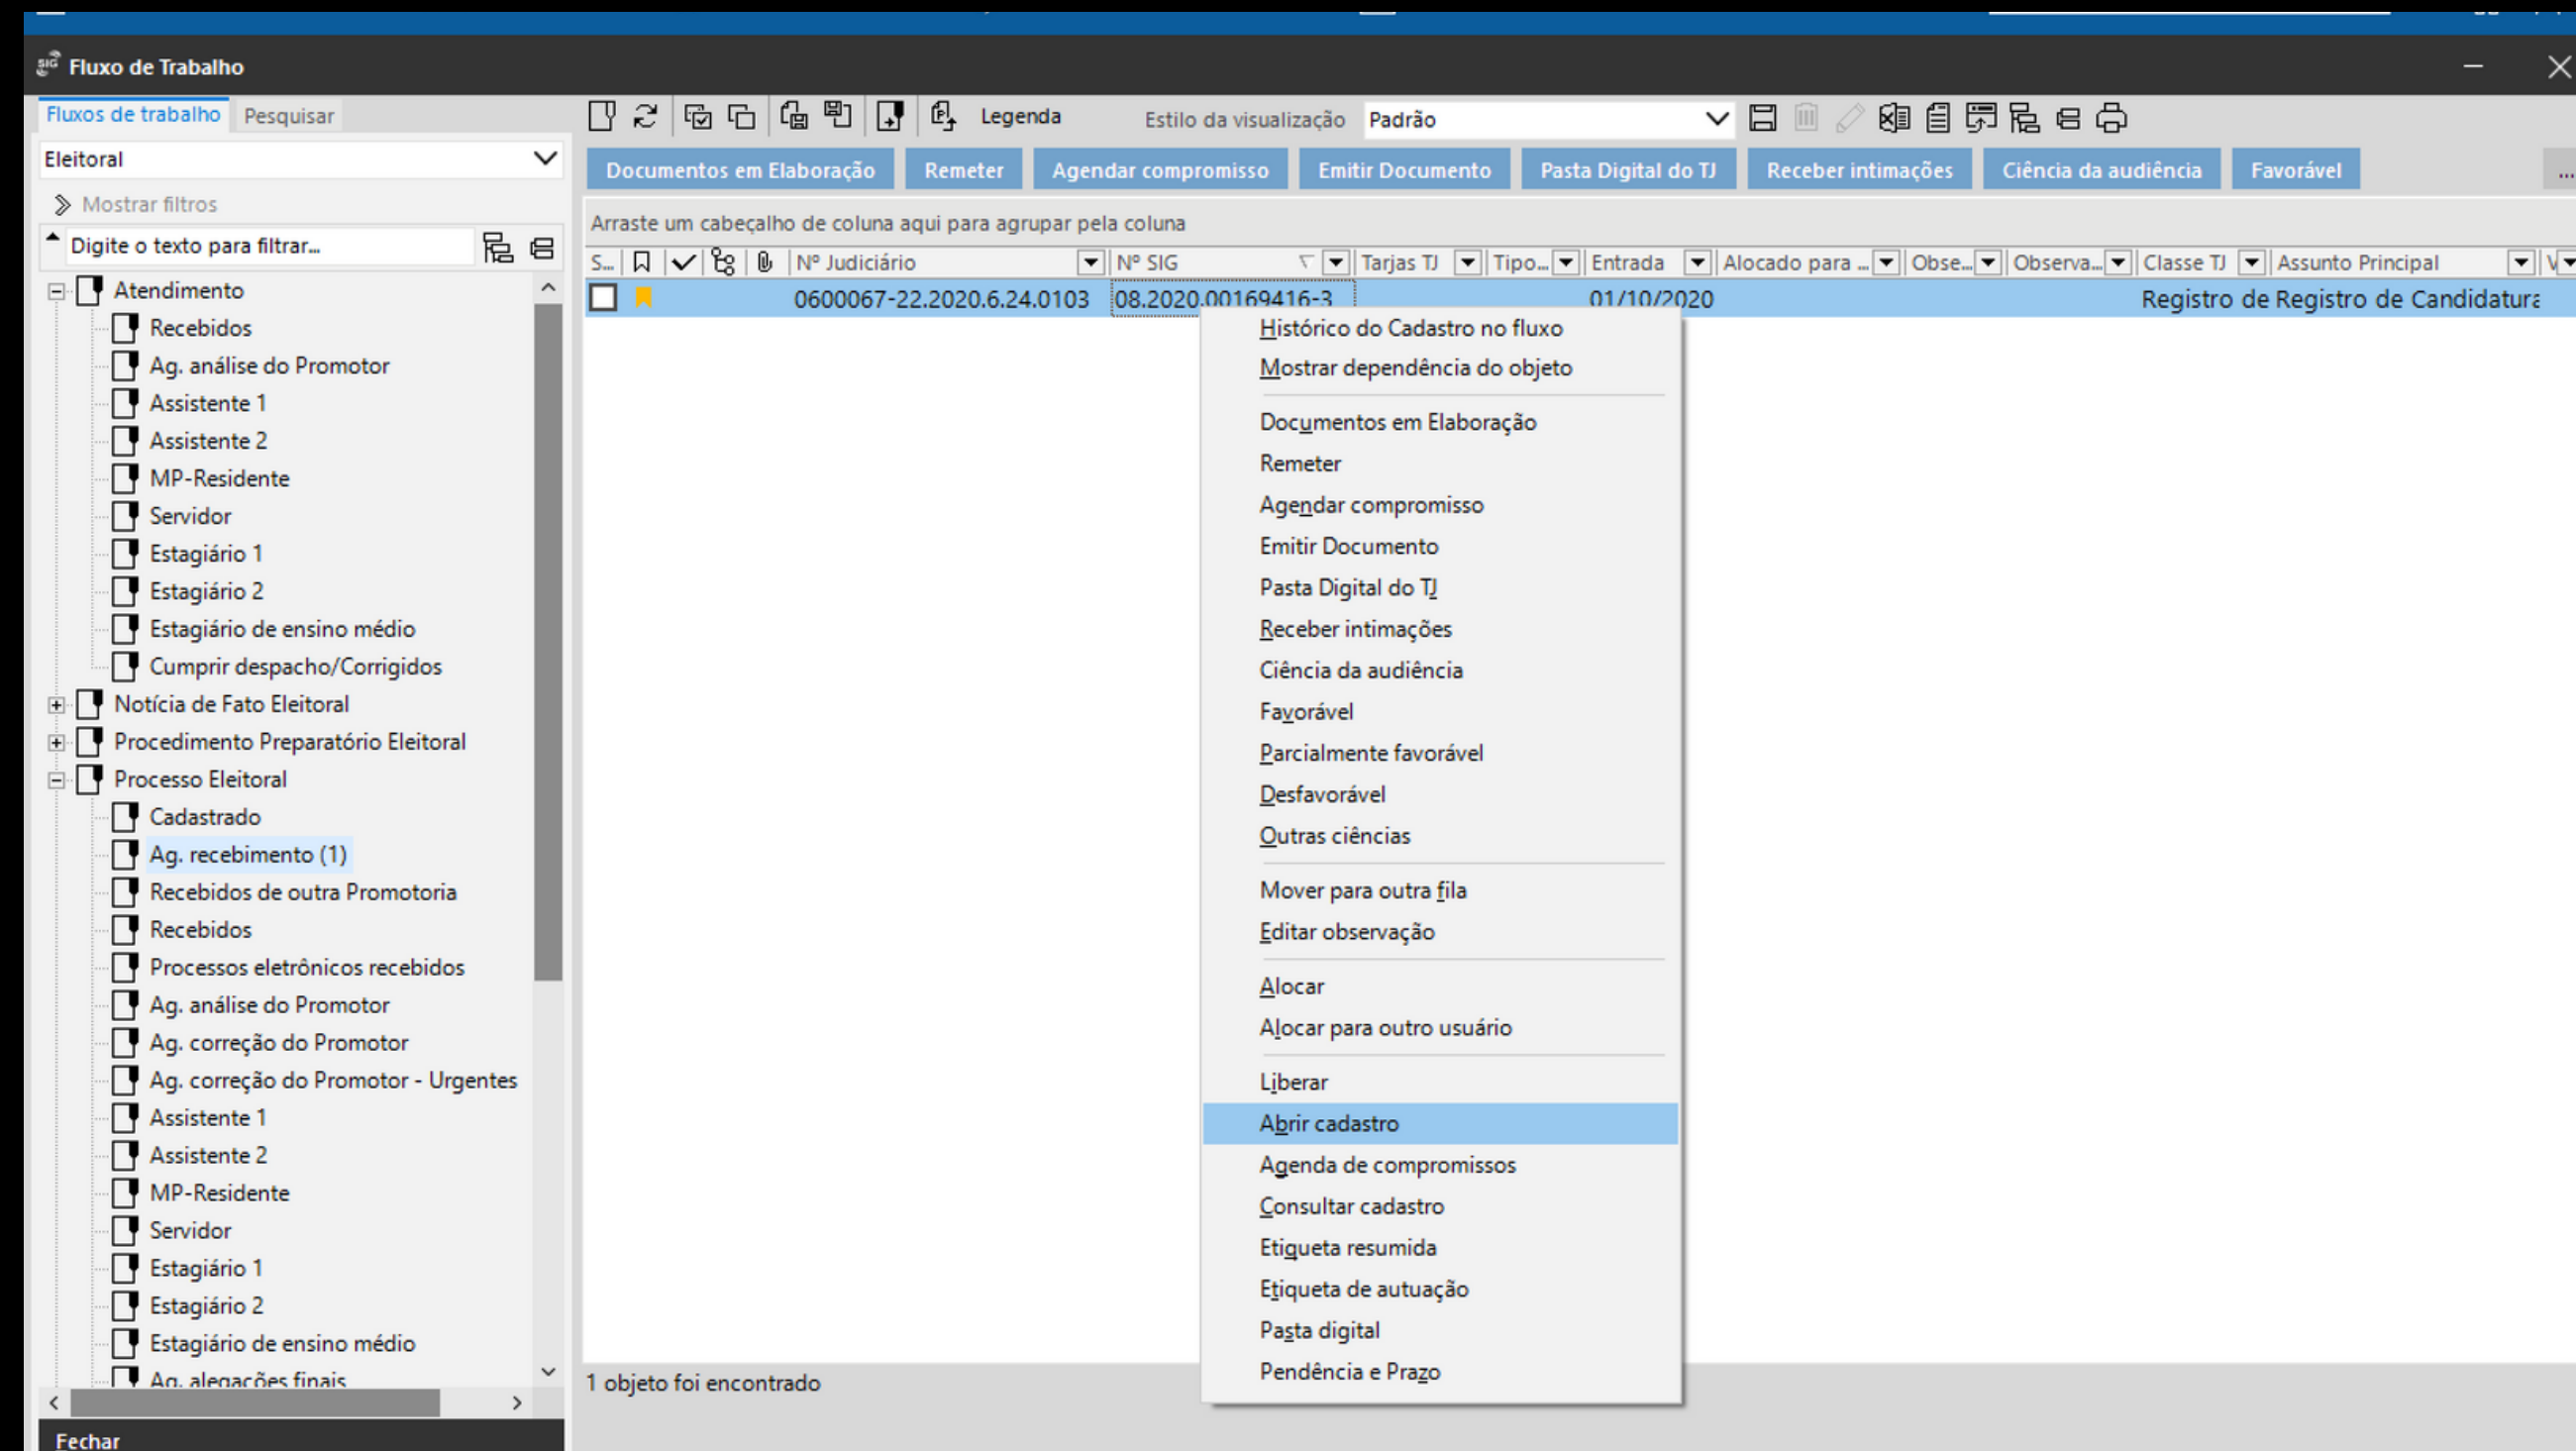 SIG Fluxo de Trabalho
Fluxos de trabalho Pesquisar
Legenda Estilo da visualização Padrão
Eleitoral
Documentos em Elaboração Remeter Agendar compromisso Emitir Documento Pasta Digital do TJ Receber intimações Ciência da audiência Favorável ...
Mostrar filtros
Arraste um cabeçalho de coluna aqui para agrupar pela coluna
Digite o texto para filtrar...
S... Nº Judiciário Nº SIG Tarjas TJ Tipo... Entrada Alocado para ... Obse... Observa... Classe TJ Assunto Principal V
0600067-22.2020.6.24.0103 08.2020.00169416-3 01/10/2020 Registro de Registro de Candidatura
Atendimento
Recebidos
Ag. análise do Promotor
Assistente 1
Assistente 2
MP-Residente
Servidor
Estagiário 1
Estagiário 2
Estagiário de ensino médio
Cumprir despacho/Corrigidos
Notícia de Fato Eleitoral
Procedimento Preparatório Eleitoral
Processo Eleitoral
Cadastrado
Ag. recebimento (1)
Recebidos de outra Promotoria
Recebidos
Processos eletrônicos recebidos
Ag. análise do Promotor
Ag. correção do Promotor
Ag. correção do Promotor - Urgentes
Assistente 1
Assistente 2
MP-Residente
Servidor
Estagiário 1
Estagiário 2
Estagiário de ensino médio
Ag. alegações finais
Histórico do Cadastro no fluxo
Mostrar dependência do objeto
Documentos em Elaboração
Remeter
Agendar compromisso
Emitir Documento
Pasta Digital do TJ
Receber intimações
Ciência da audiência
Favorável
Parcialmente favorável
Desfavorável
Outras ciências
Mover para outra fila
Editar observação
Alocar
Alocar para outro usuário
Liberar
Abrir cadastro
Agenda de compromissos
Consultar cadastro
Etiqueta resumida
Etiqueta de autuação
Pasta digital
Pendência e Prazo
1 objeto foi encontrado
Fechar